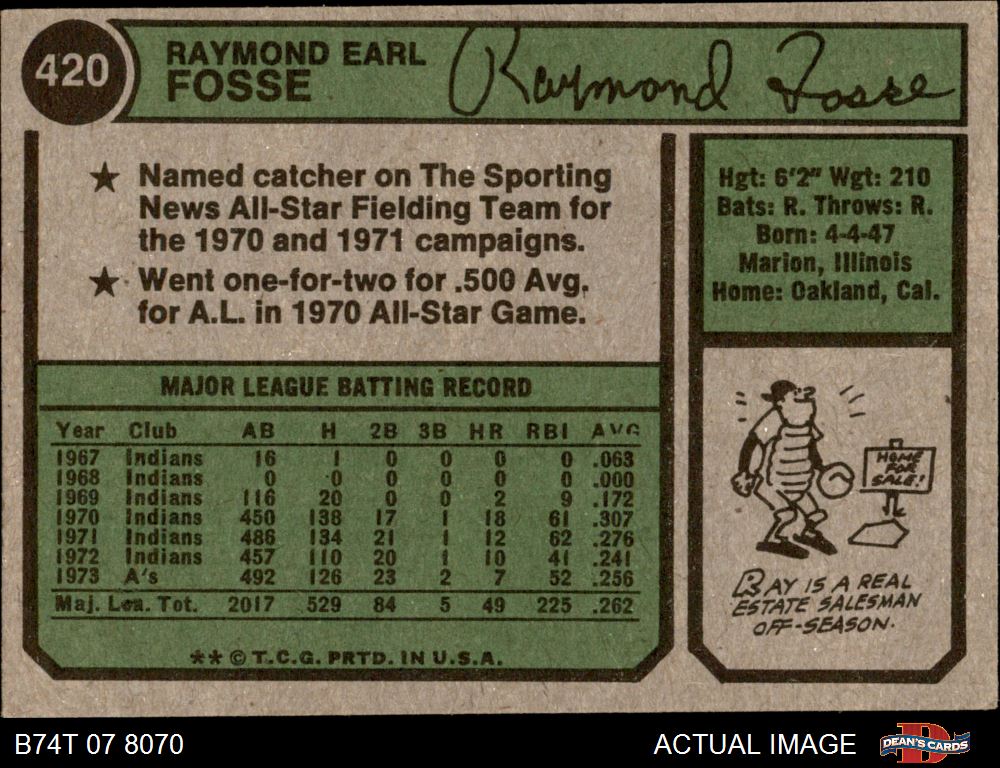 420
RAYMOND EARL
FOSSE
Raymond Fosse
★ Named catcher on The Sporting
News All-Star Fielding Team for
the 1970 and 1971 campaigns.
★ Went one-for-two for .500 Avg.
for A.L. in 1970 All-Star Game.
Hgt: 6'2" Wgt: 210
Bats: R. Throws: R.
Born: 4-4-47
Marion, Illinois
Home: Oakland, Cal.
MAJOR LEAGUE BATTING RECORD
Year Club AB H 2B 3B HR RBI AVG
1967 Indians 16 1 0 0 0 0 .063
1968 Indians 0 0 0 0 0 0 .000
1969 Indians 116 20 0 0 2 9 .172
1970 Indians 450 138 17 1 18 61 .307
1971 Indians 486 134 21 1 12 62 .276
1972 Indians 457 110 20 1 10 41 .241
1973 A's 492 126 23 2 7 52 .256
Maj. Lea. Tot. 2017 529 84 5 49 225 .262
** © T.C.G. PRTD. IN U.S.A.
HOME
FOR
SALE!
RAY IS A REAL
ESTATE SALESMAN
OFF-SEASON.
B74T 07 8070
ACTUAL IMAGE
DEAN'S CARDS